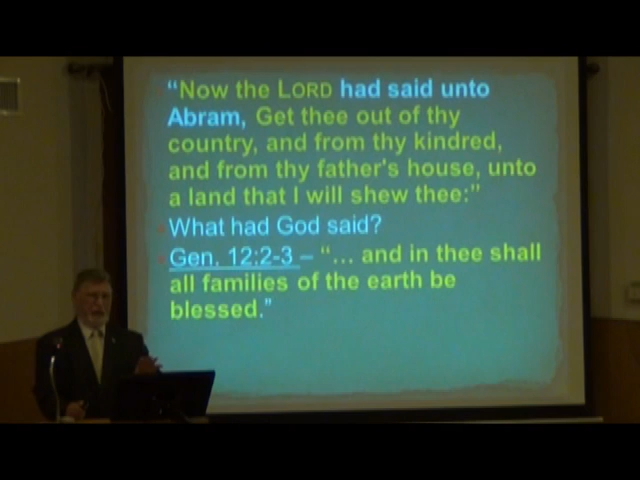 “Now the LORD had said unto
Abram, Get thee out of thy
country, and from thy kindred,
and from thy father's house, unto
a land that I will shew thee:”
What had God said?
Gen. 12:2-3 – “… and in thee shall
all families of the earth be
blessed.”